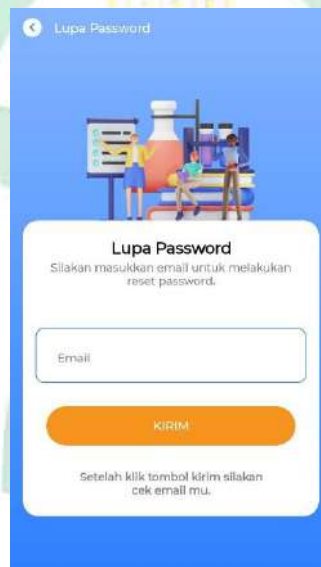 Lupa Password
Lupa Password
Silakan masukkan email untuk melakukan
reset password.
Email
KIRIM
Setelah klik tombol kirim silakan
cek email mu.